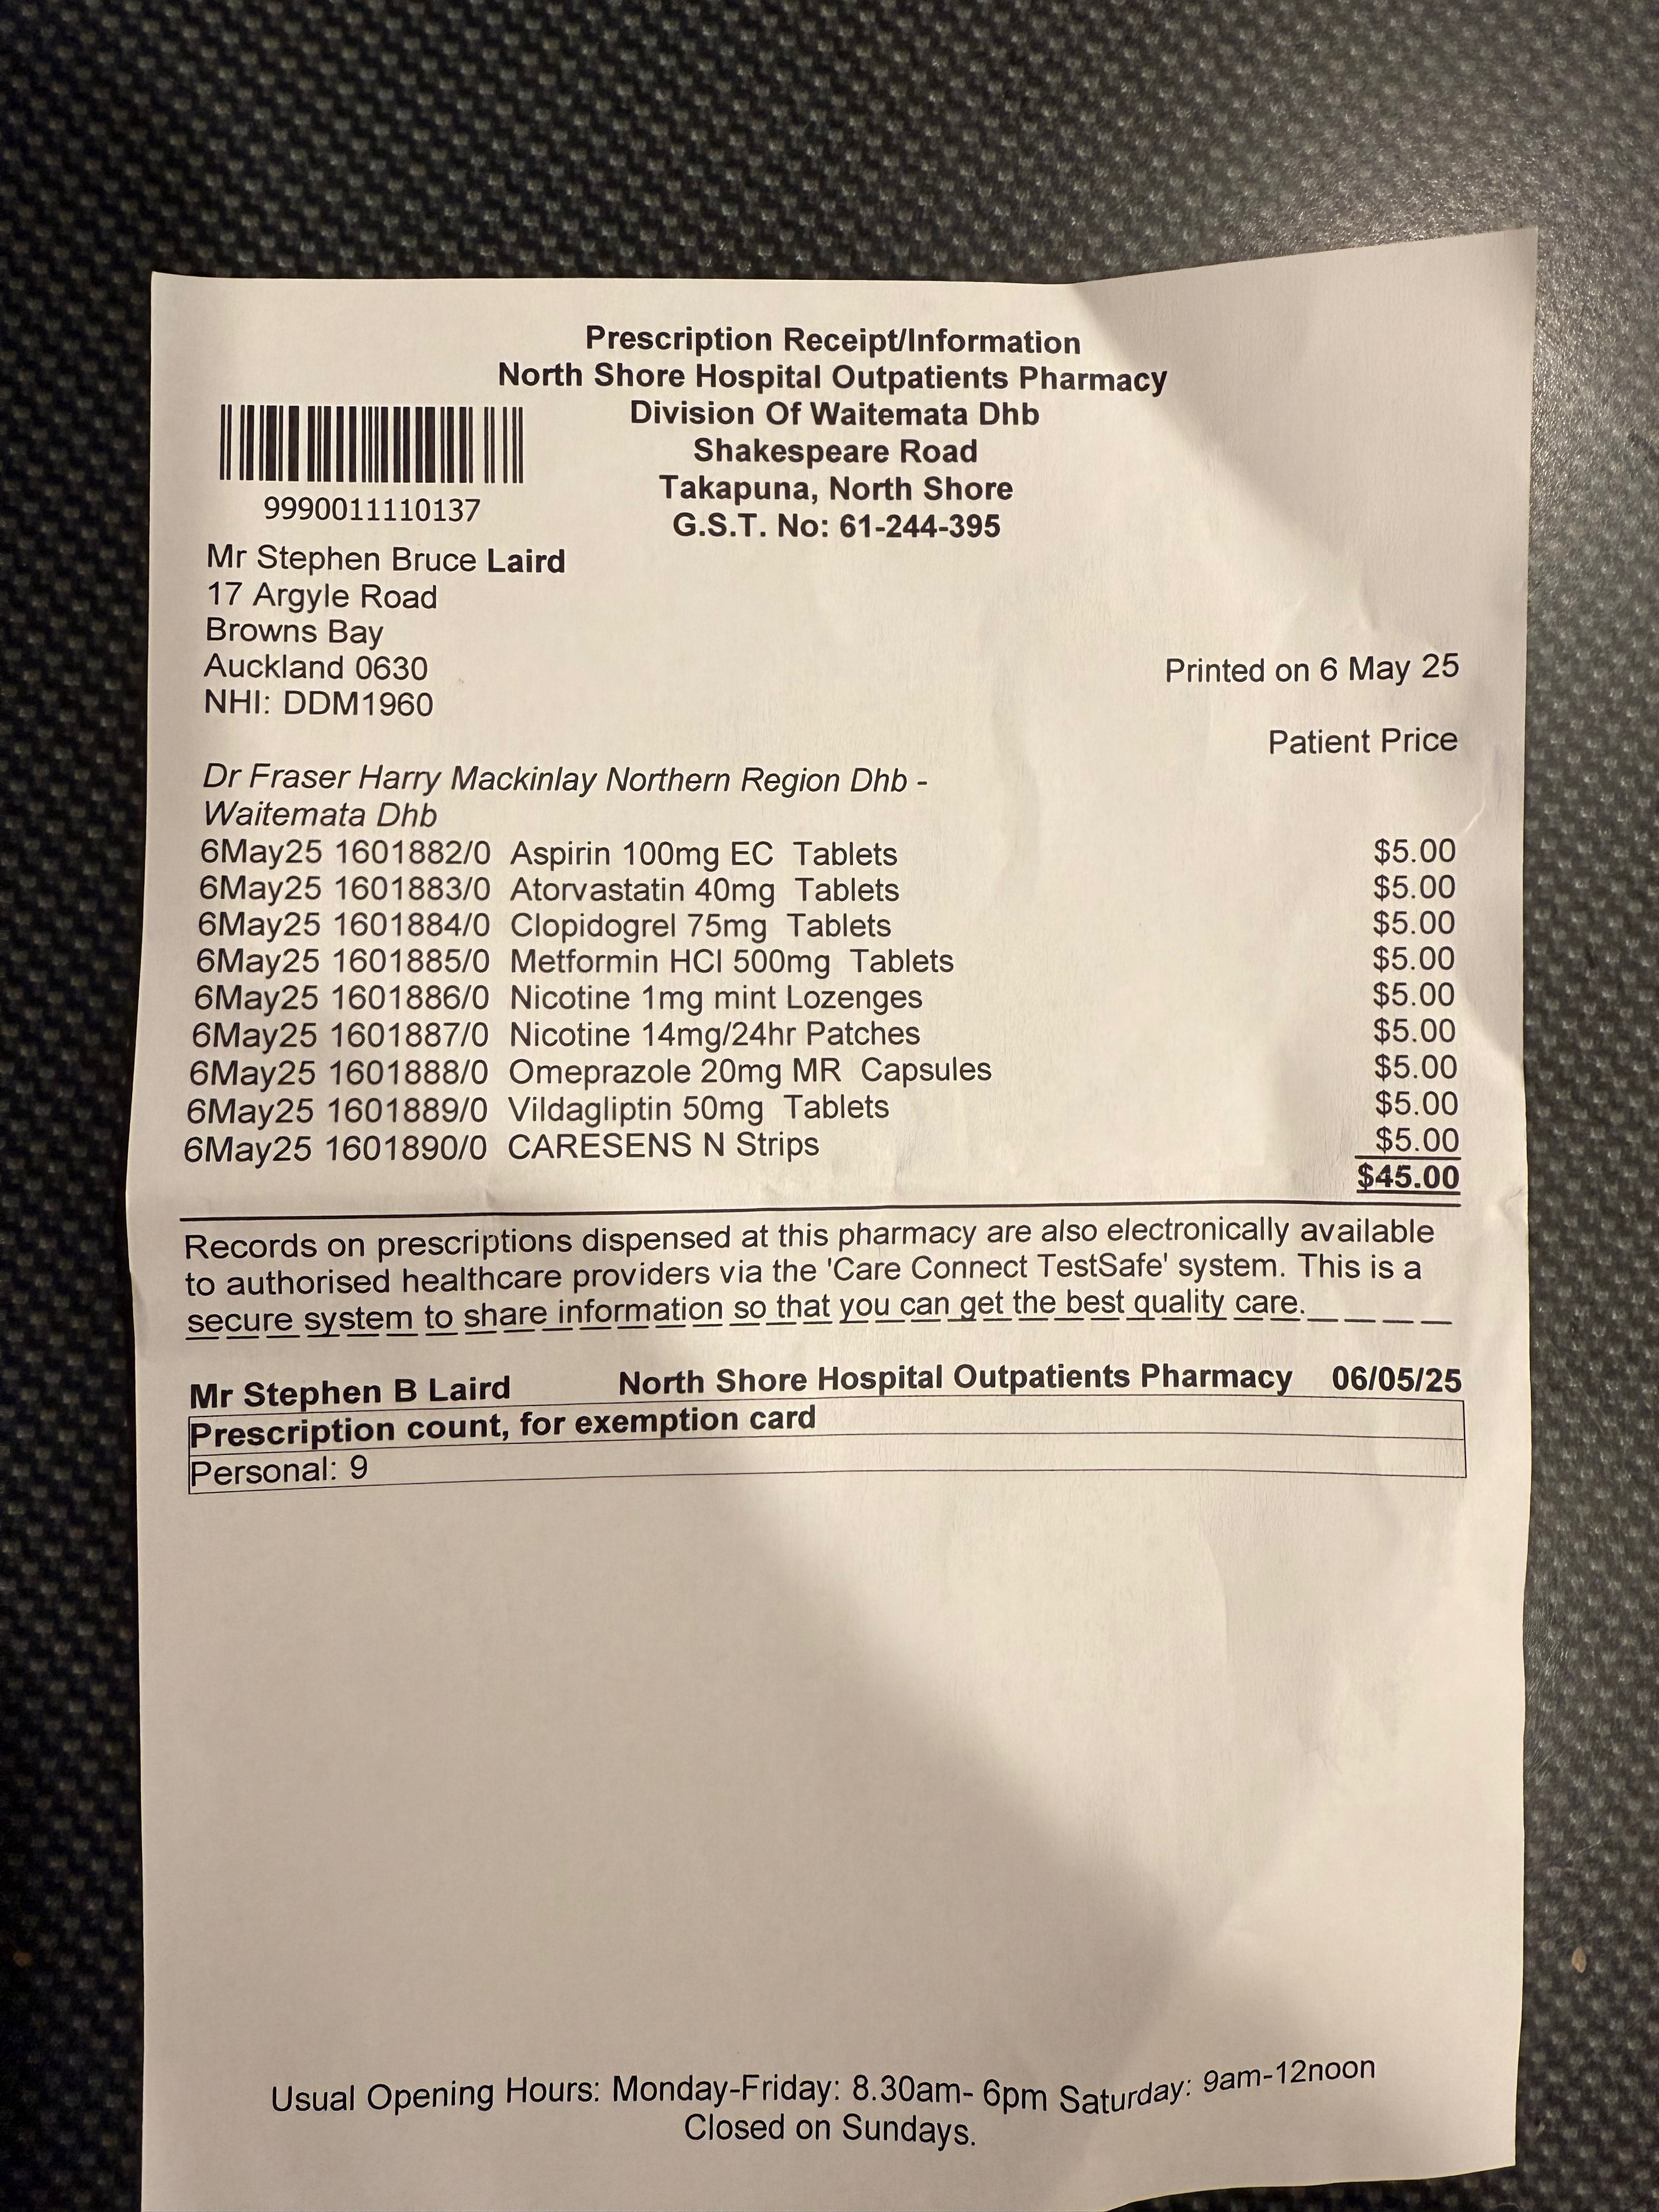 Prescription Receipt/Information
North Shore Hospital Outpatients Pharmacy
Division Of Waitemata Dhb
Shakespeare Road
Takapuna, North Shore
G.S.T. No: 61-244-395
9990011110137
Mr Stephen Bruce Laird
17 Argyle Road
Browns Bay
Auckland 0630
NHI: DDM1960
Printed on 6 May 25
Patient Price
Dr Fraser Harry Mackinlay Northern Region Dhb -
Waitemata Dhb
6May25 1601882/0 Aspirin 100mg EC Tablets $5.00
6May25 1601883/0 Atorvastatin 40mg Tablets $5.00
6May25 1601884/0 Clopidogrel 75mg Tablets $5.00
6May25 1601885/0 Metformin HCl 500mg Tablets $5.00
6May25 1601886/0 Nicotine 1mg mint Lozenges $5.00
6May25 1601887/0 Nicotine 14mg/24hr Patches $5.00
6May25 1601888/0 Omeprazole 20mg MR Capsules $5.00
6May25 1601889/0 Vildagliptin 50mg Tablets $5.00
6May25 1601890/0 CARESENS N Strips $5.00
$45.00
Records on prescriptions dispensed at this pharmacy are also electronically available
to authorised healthcare providers via the 'Care Connect TestSafe' system. This is a
secure system to share information so that you can get the best quality care.
Mr Stephen B Laird North Shore Hospital Outpatients Pharmacy 06/05/25
Prescription count, for exemption card
Personal: 9
Usual Opening Hours: Monday-Friday: 8.30am- 6pm Saturday: 9am-12noon
Closed on Sundays.